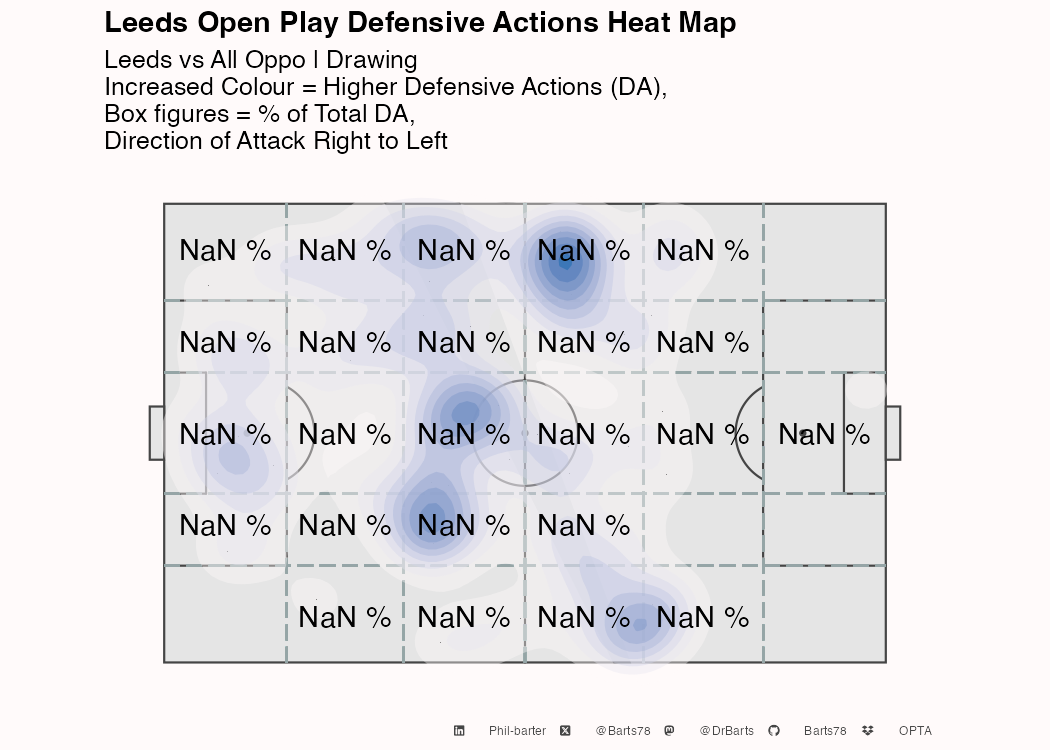 Leeds Open Play Defensive Actions Heat Map
Leeds vs All Oppo | Drawing
Increased Colour = Higher Defensive Actions (DA),
Box figures = % of Total DA,
Direction of Attack Right to Left
NaN % NaN % NaN % NaN % NaN %
NaN % NaN % NaN % NaN % NaN %
NaN % NaN % NaN % NaN % NaN % NaN %
NaN % NaN % NaN % NaN %
NaN % NaN % NaN % NaN %
Phil-barter @Barts78 @DrBarts Barts78 OPTA